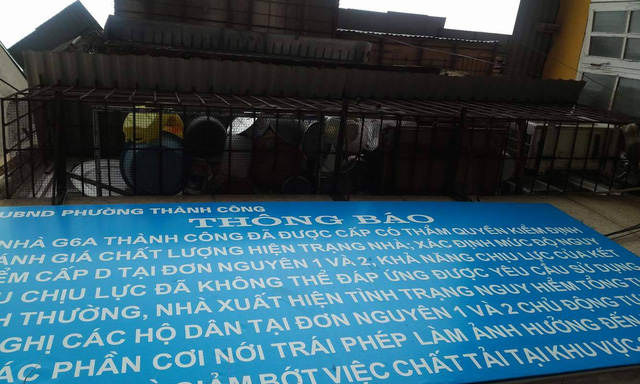 UBND PHƯỜNG THÀNH CÔNG
THÔNG BÁO
NHÀ G6A THÀNH CÔNG ĐÃ ĐƯỢC CẤP CÓ THẨM QUYỀN KIỂM ĐỊNH
ÁNH GIÁ CHẤT LƯỢNG HIỆN TRẠNG NHÀ; XÁC ĐỊNH MỨC ĐỘ NGUY
ỂM CẤP D TẠI ĐƠN NGUYÊN 1 VÀ 2; KHẢ NĂNG CHỊU LỰC CỦA KẾT
U CHỊU LỰC ĐÃ KHÔNG THỂ ĐÁP ỨNG ĐƯỢC YÊU CẦU SỬ DỤNG
H THƯỜNG, NHÀ XUẤT HIỆN TÌNH TRẠNG NGUY HIỂM TỔNG T
NGHỊ CÁC HỘ DÂN TẠI ĐƠN NGUYÊN 1 VÀ 2 CHỦ ĐỘNG T
ÁC PHẦN CƠI NỚI TRÁI PHÉP LÀM ẢNH HƯỞNG ĐẾN
GIẢM BỚT VIỆC CHẤT TẢI TẠI KHU VỰC